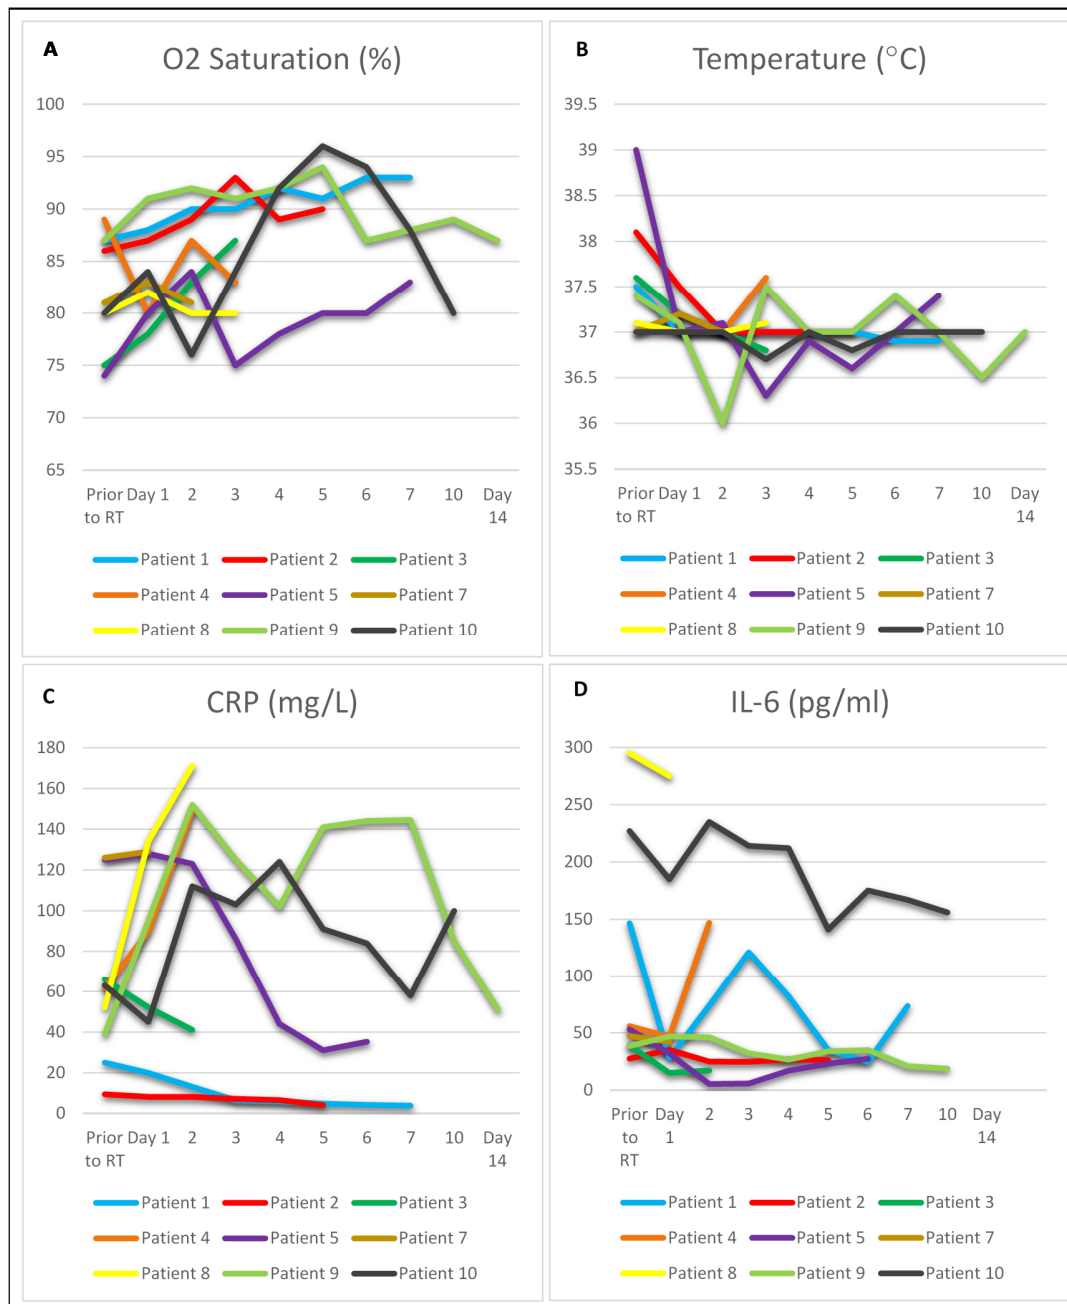 A
O2 Saturation (%)
100
95
90
85
80
75
70
65
Prior Day 1 2 3 4 5 6 7 10 Day
to RT 14
Patient 1 Patient 2 Patient 3
Patient 4 Patient 5 Patient 7
Patient 8 Patient 9 Patient 10
B
Temperature (°C)
39.5
39
38.5
38
37.5
37
36.5
36
35.5
Prior Day 1 2 3 4 5 6 7 10 Day
to RT 14
Patient 1 Patient 2 Patient 3
Patient 4 Patient 5 Patient 7
Patient 8 Patient 9 Patient 10
C
CRP (mg/L)
180
160
140
120
100
80
60
40
20
0
Prior Day 1 2 3 4 5 6 7 10 Day
to RT 14
Patient 1 Patient 2 Patient 3
Patient 4 Patient 5 Patient 7
Patient 8 Patient 9 Patient 10
D
IL-6 (pg/ml)
300
250
200
150
100
50
0
Prior Day 2 3 4 5 6 7 10 Day
to 1 14
RT
Patient 1 Patient 2 Patient 3
Patient 4 Patient 5 Patient 7
Patient 8 Patient 9 Patient 10